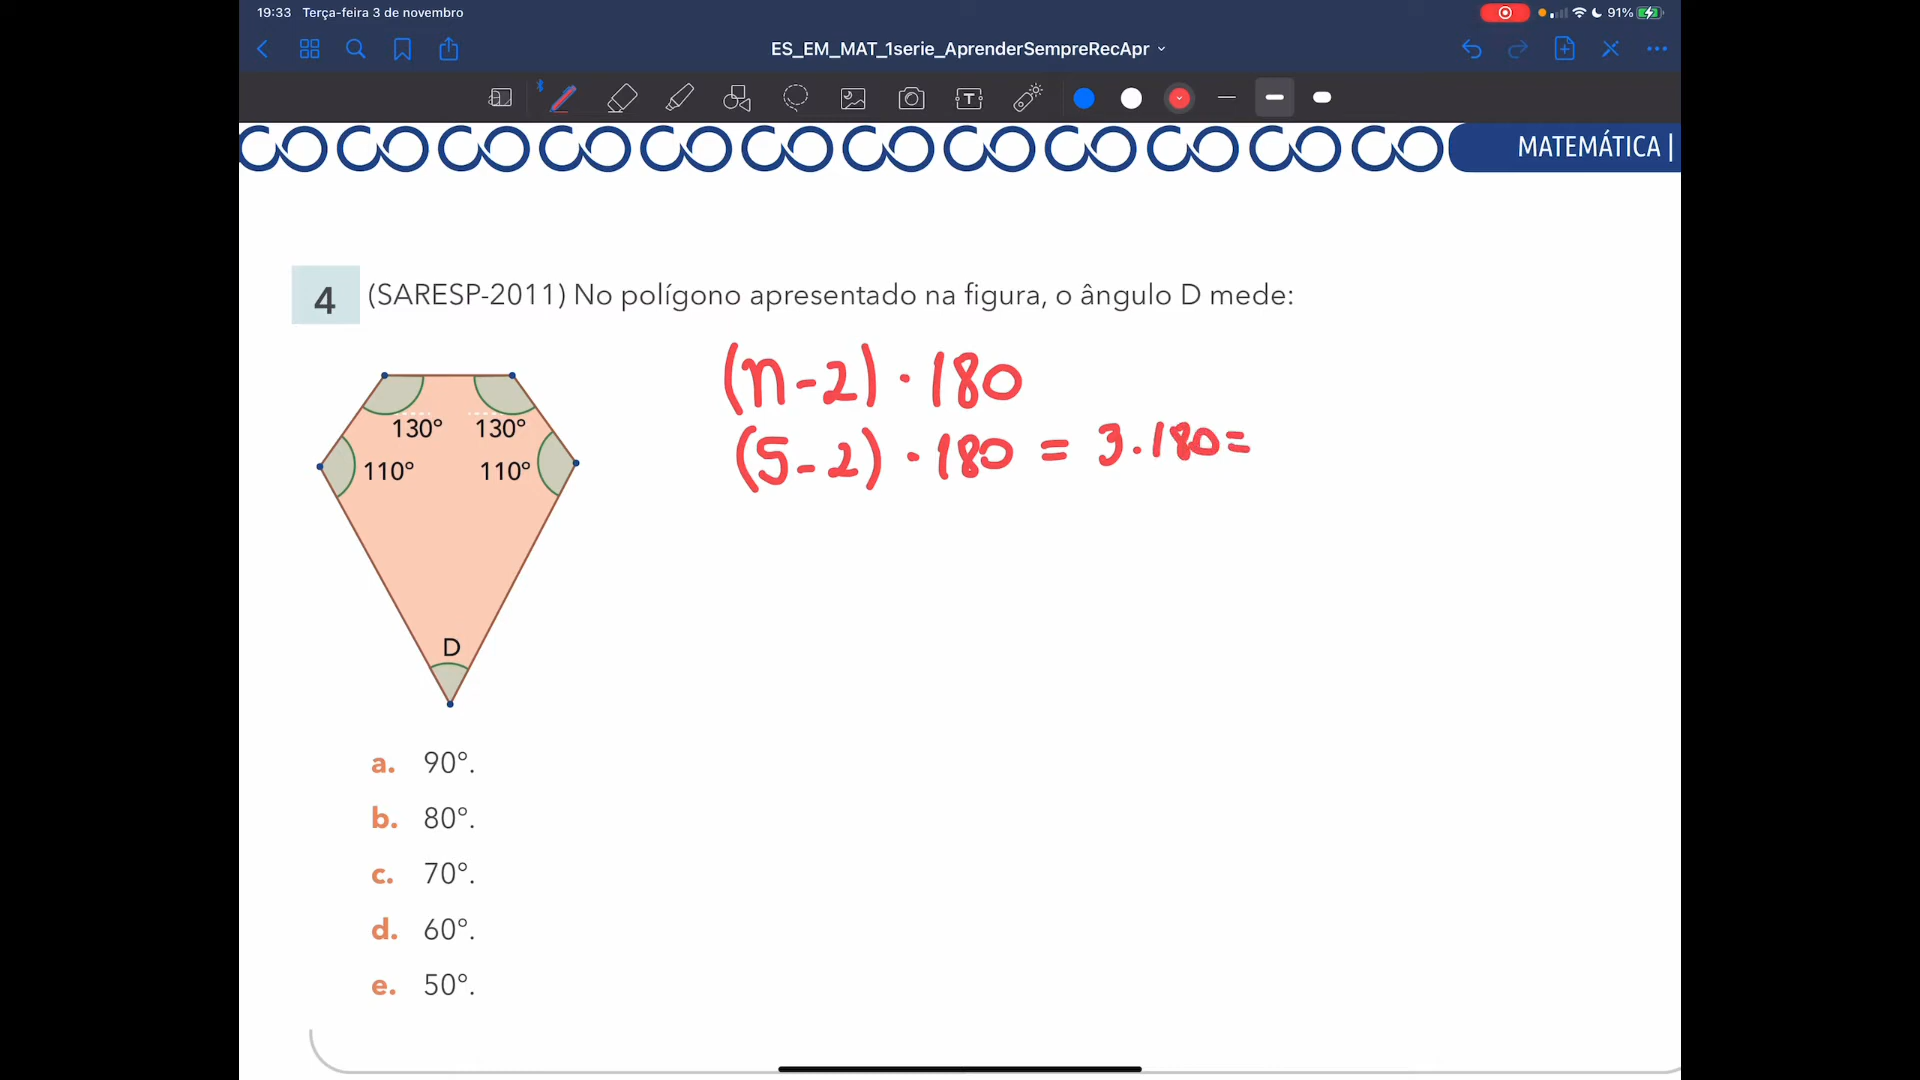 19:33 Terça-feira 3 de novembro
91%
ES_EM_MAT_1serie_AprenderSempreRecApr
T
MATEMÁTICA |
4 (SARESP-2011) No polígono apresentado na figura, o ângulo D mede:
(n-2) · 180
(5-2) · 180 = 3.180=
130° 130°
110° 110°
D
a. 90°.
b. 80°.
c. 70°.
d. 60°.
e. 50°.